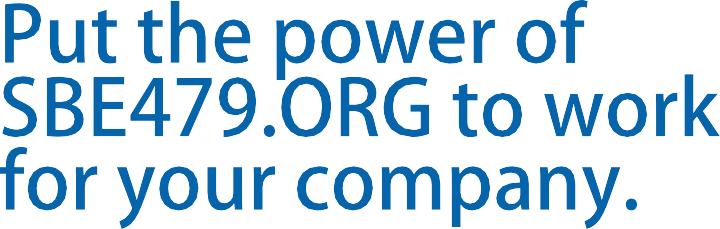 Put the power of
SBE479.ORG to work
for your company.